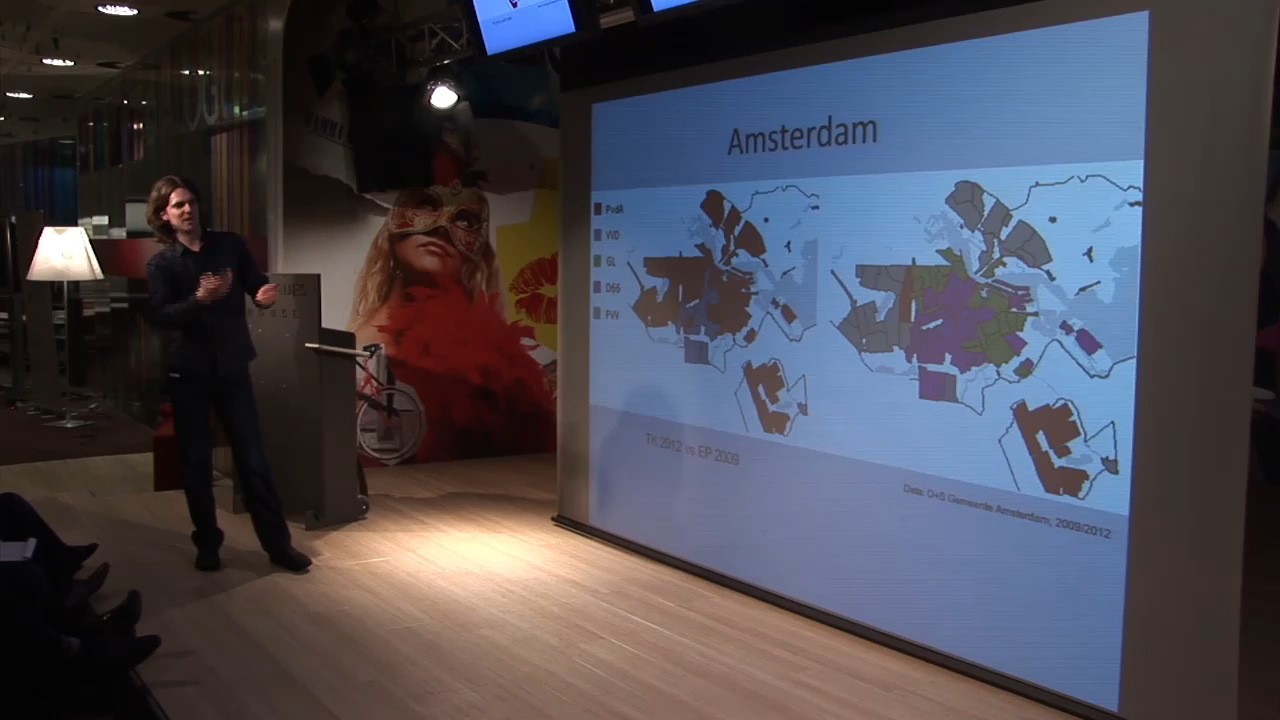 Amsterdam
PvdA
VVD
GL
D66
PVV
TK 2012 vs EP 2009
Data: O+S Gemeente Amsterdam, 2009/2012